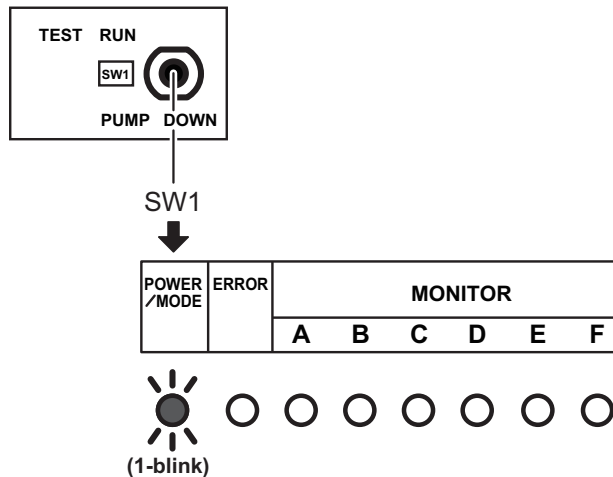 TEST RUN
SW1
PUMP DOWN
SW1
POWER
/MODE
ERROR
MONITOR
A B C D E F
(1-blink)